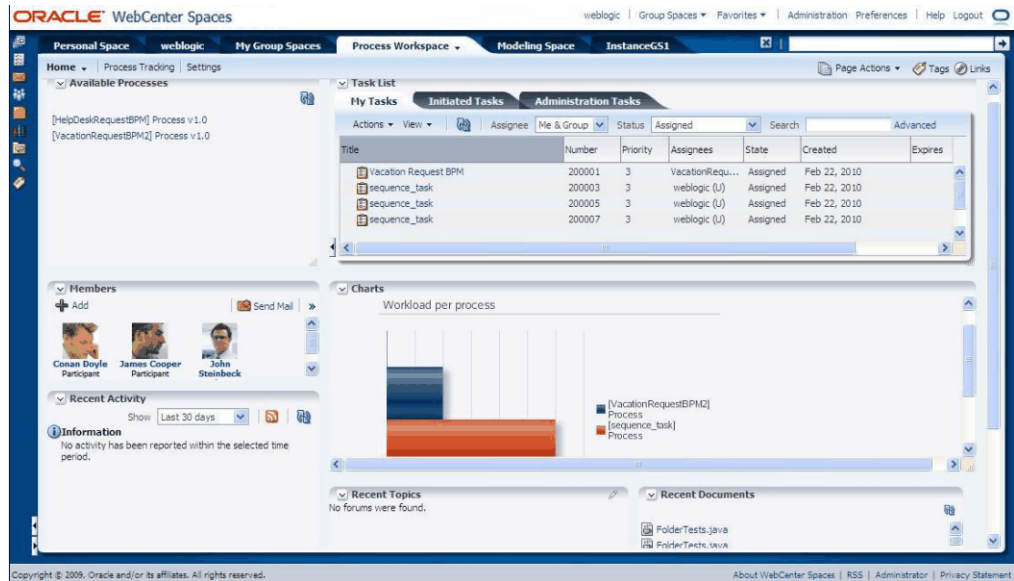 ORACLE WebCenter Spaces
weblogic | Group Spaces | Favorites | Administration Preferences | Help Logout
Personal Space weblogic My Group Spaces Process Workspace Modeling Space InstanceGS1
Home Process Tracking Settings Page Actions Tags Links
Available Processes
[HelpDeskRequestBPM] Process v1.0
[VacationRequestBPM2] Process v1.0
Task List
My Tasks Initiated Tasks Administration Tasks
Actions View Assignee Me & Group Status Assigned Search Advanced
Title Number Priority Assignees State Created Expires
Vacation Request BPM 200001 3 VacationRequ... Assigned Feb 22, 2010
sequence_task 200003 3 weblogic (U) Assigned Feb 22, 2010
sequence_task 200005 3 weblogic (U) Assigned Feb 22, 2010
sequence_task 200007 3 weblogic (U) Assigned Feb 22, 2010
Members
Add Send Mail »
Conan Doyle James Cooper John
Participant Participant Steinbeck
Recent Activity
Show Last 30 days
Information
No activity has been reported within the selected time
period.
Charts
Workload per process
[VacationRequestBPM2]
Process
[sequence_task]
Process
Recent Topics
No forums were found.
Recent Documents
FolderTests.java
FolderTests.java
Copyright © 2009, Oracle and/or its affiliates. All rights reserved.
About WebCenter Spaces | RSS | Administrator | Privacy Statement